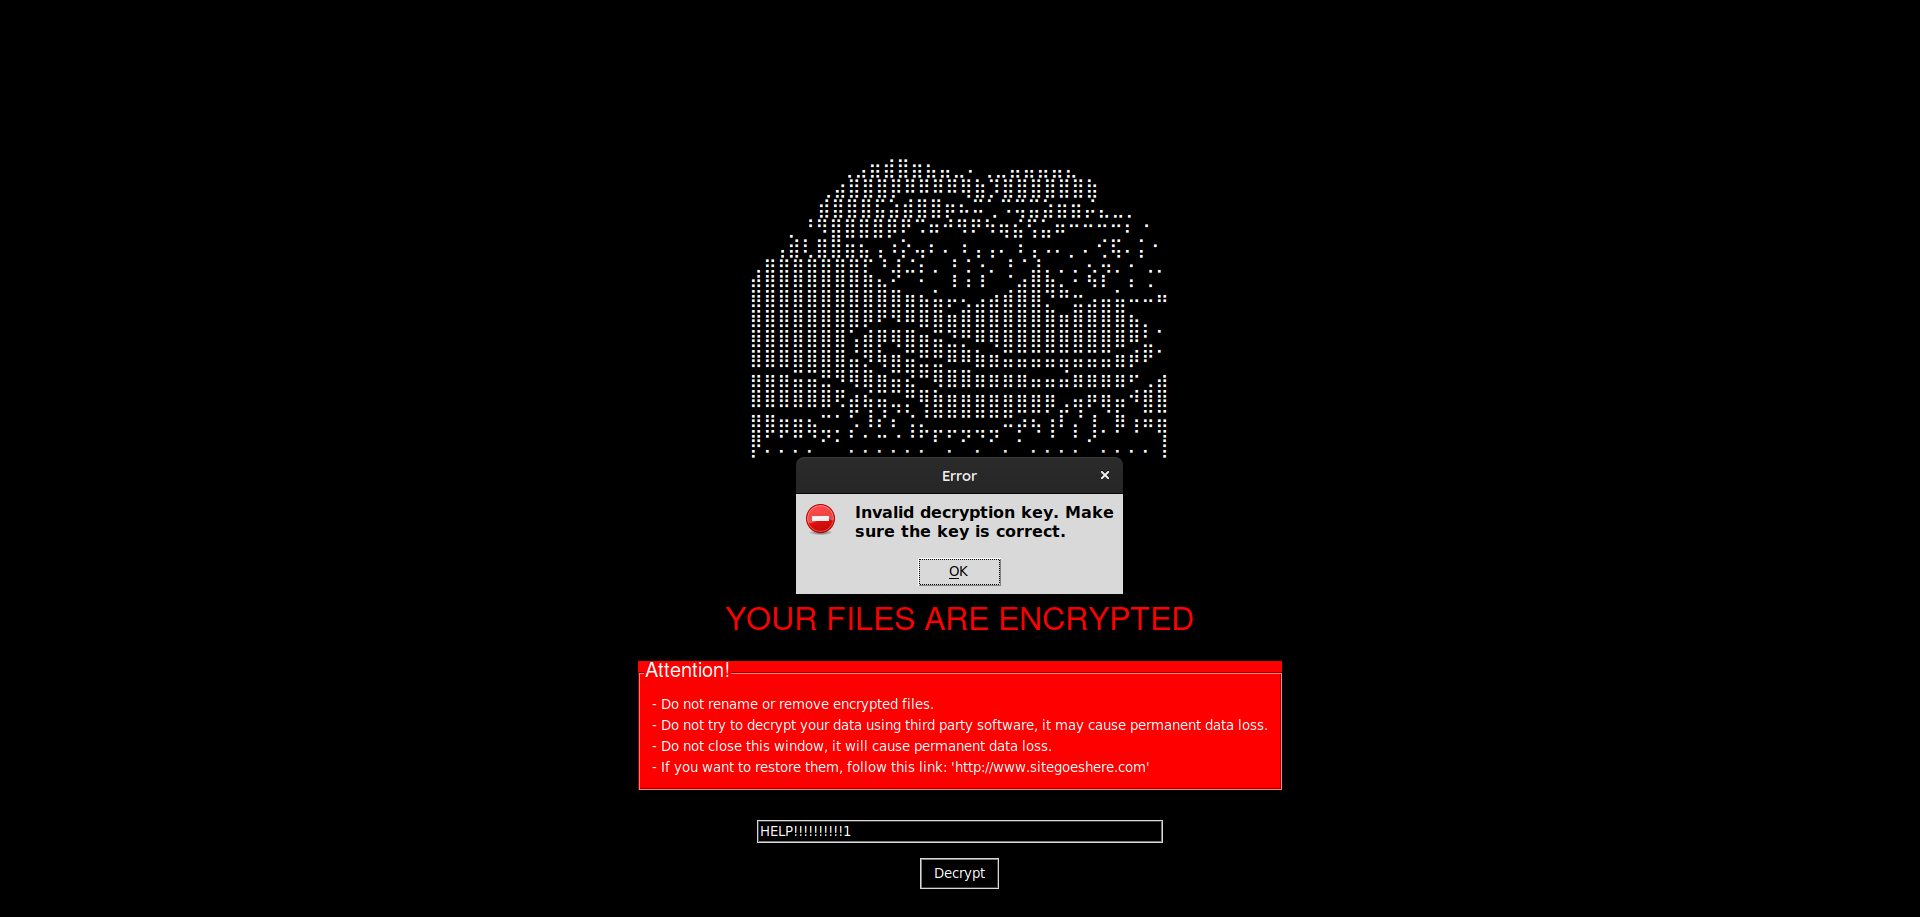 Error
Invalid decryption key. Make
sure the key is correct.
OK
YOUR FILES ARE ENCRYPTED
Attention!
- Do not rename or remove encrypted files.
- Do not try to decrypt your data using third party software, it may cause permanent data loss.
- Do not close this window, it will cause permanent data loss.
- If you want to restore them, follow this link: 'http://www.sitegoeshere.com'
HELP!!!!!!!!!!1
Decrypt